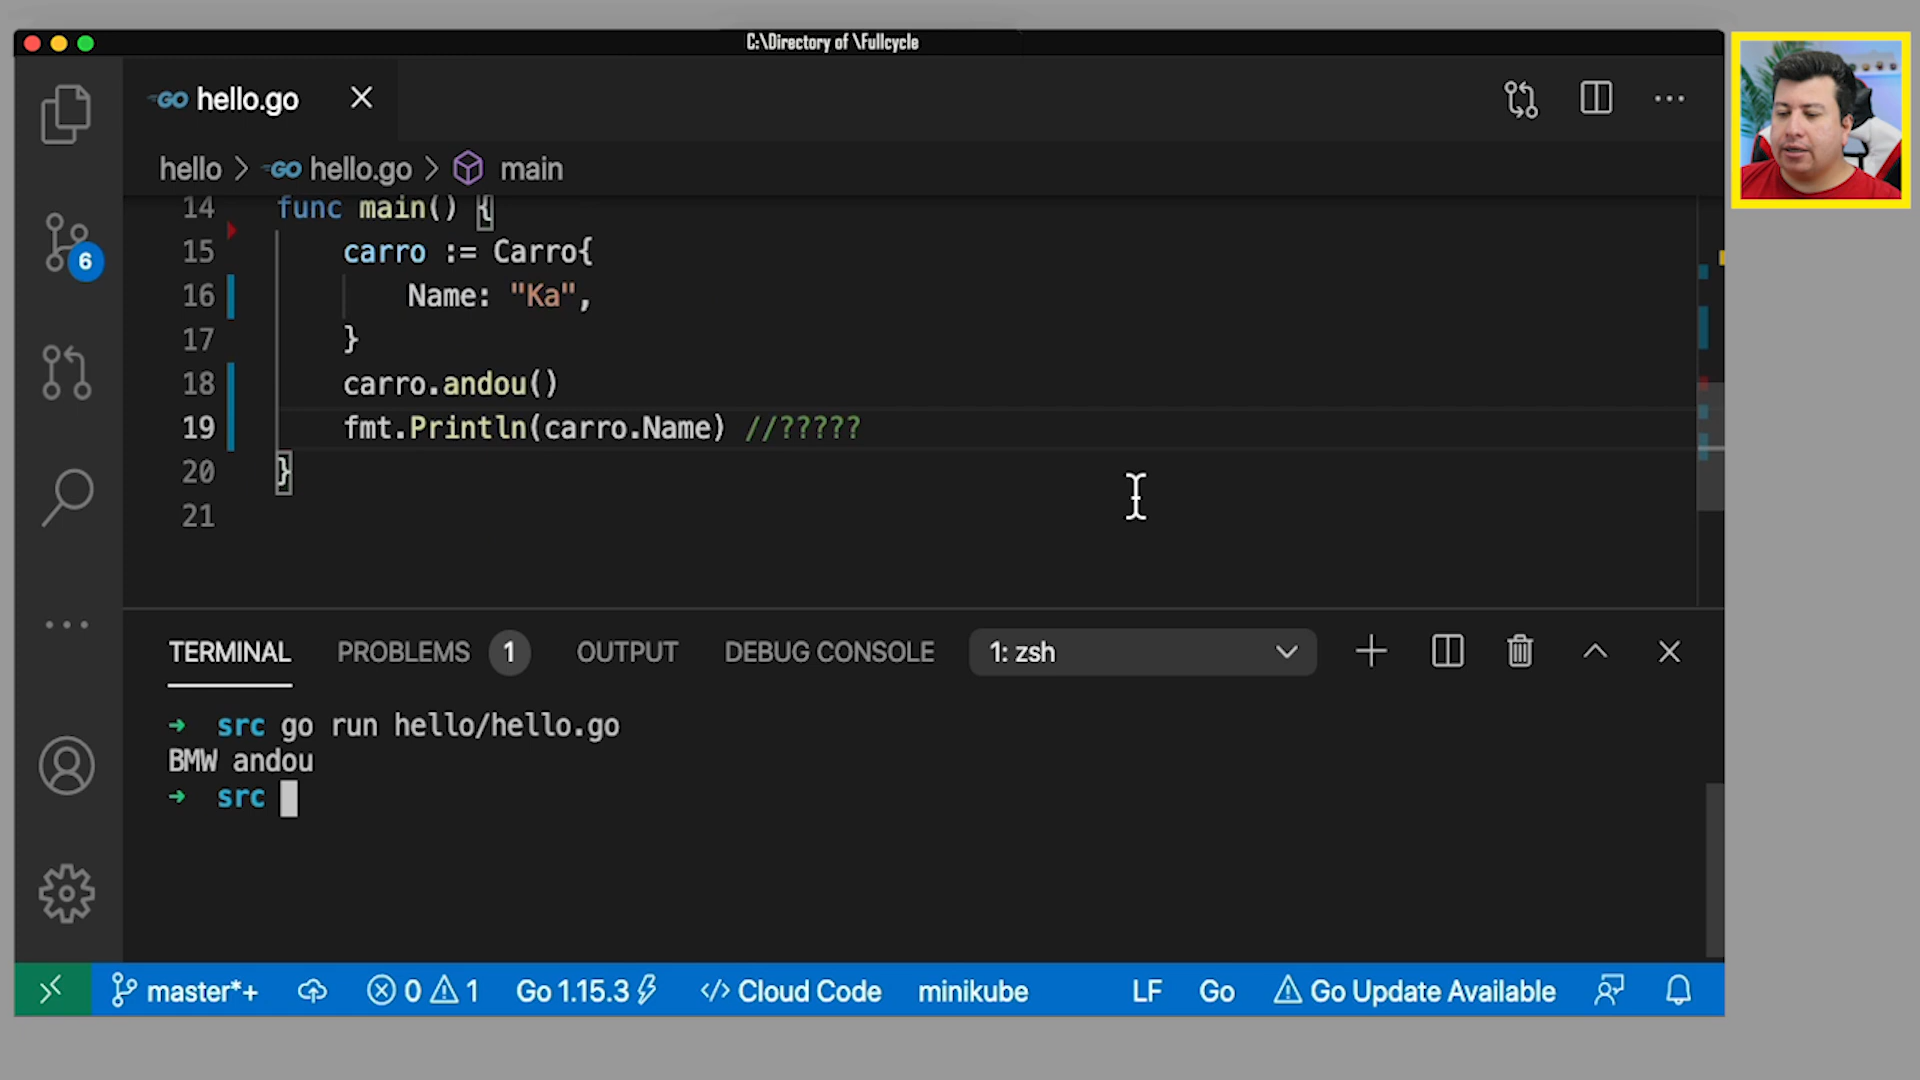 C:\Directory of \Fullcycle
GO hello.go
hello > GO hello.go > main
14 func main() {
15 carro := Carro{
16 Name: "Ka",
17 }
18 carro.andou()
19 fmt.Println(carro.Name) //?????
20 }
21
6
TERMINAL PROBLEMS 1 OUTPUT DEBUG CONSOLE 1: zsh
→ src go run hello/hello.go
BMW andou
→ src
master*+ 0 1 Go 1.15.3 </> Cloud Code minikube LF Go Go Update Available